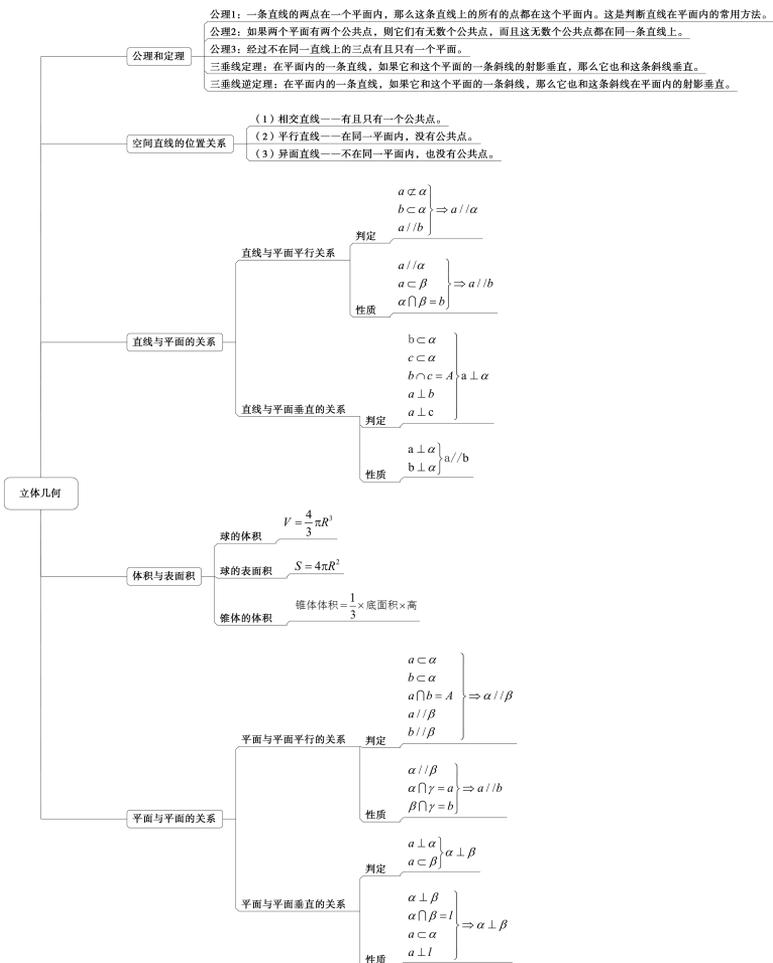 立体几何
公理和定理
公理1：一条直线的两点在一个平面内，那么这条直线上的所有的点都在这个平面内。这是判断直线在平面内的常用方法。
公理2：如果两个平面有两个公共点，则它们有无数个公共点，而且这无数个公共点都在同一条直线上。
公理3：经过不在同一直线上的三点有且只有一个平面。
三垂线定理：在平面内的一条直线，如果它和这个平面的一条斜线的射影垂直，那么它也和这条斜线垂直。
三垂线逆定理：在平面内的一条直线，如果它和这个平面的一条斜线，那么它也和这条斜线在平面内的射影垂直。
空间直线的位置关系
（1）相交直线——有且只有一个公共点。
（2）平行直线——在同一平面内，没有公共点。
（3）异面直线——不在同一平面内，也没有公共点。
直线与平面的关系
直线与平面平行关系
判定
a⊄α
b⊂α
a//b
⇒a//α
性质
a//α
a⊂β
α⋂β=b
⇒a//b
直线与平面垂直的关系
判定
b⊂α
c⊂α
b∩c=A
a⊥b
a⊥c
a⊥α
性质
a⊥α
b⊥α
a//b
体积与表面积
球的体积
V=4/3πR³
球的表面积
S=4πR²
锥体的体积
锥体体积=1/3×底面积×高
平面与平面的关系
平面与平面平行的关系
判定
a⊂α
b⊂α
a⋂b=A
a//β
b//β
⇒α//β
性质
α//β
α⋂γ=a
β⋂γ=b
⇒a//b
平面与平面垂直的关系
判定
a⊥α
a⊂β
α⊥β
性质
α⊥β
α⋂β=l
a⊂α
a⊥l
⇒α⊥β